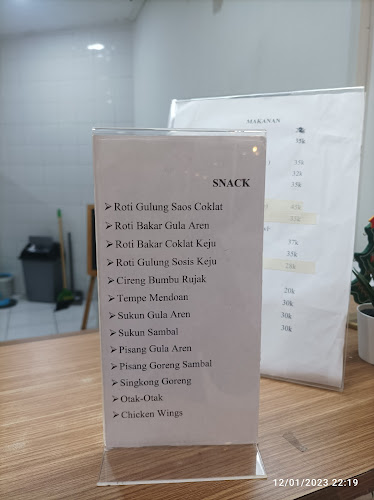 SNACK
➢Roti Gulung Saos Coklat
➢Roti Bakar Gula Aren
➢Roti Bakar Coklat Keju
➢Roti Gulung Sosis Keju
➢Cireng Bumbu Rujak
➢Tempe Mendoan
➢Sukun Gula Aren
➢Sukun Sambal
➢Pisang Gula Aren
➢Pisang Goreng Sambal
➢Singkong Goreng
➢Otak-Otak
➢Chicken Wings
MAKANAN
35k
35k
32k
35k
45k
37k
35k
28k
20k
30k
30k
30k
12/01/2023 22:19